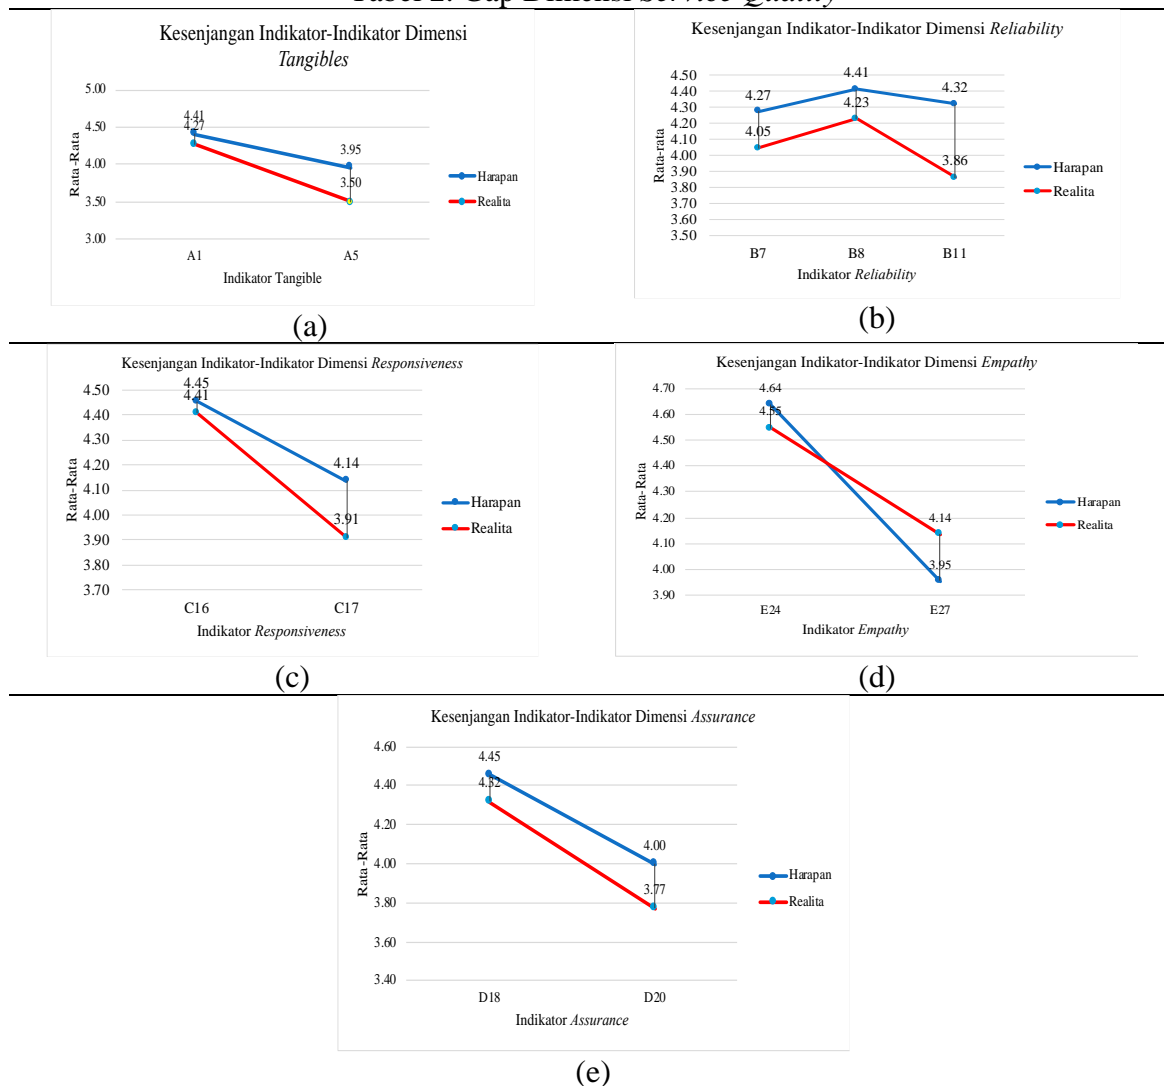 Tabel 2. Gap Dimensi Service Quality
Kesenjangan Indikator-Indikator Dimensi
Tangibles
5.00
4.50
4.00
3.50
3.00
Rata-Rata
4.41
4.27
3.95
3.50
Harapan
Realita
A1
A5
Indikator Tangible
(a)
Kesenjangan Indikator-Indikator Dimensi Reliability
4.50
4.40
4.30
4.20
4.10
4.00
3.90
3.80
3.70
3.60
3.50
Rata-rata
4.27
4.41
4.32
4.05
4.23
3.86
Harapan
Realita
B7
B8
B11
Indikator Reliability
(b)
Kesenjangan Indikator-Indikator Dimensi Responsiveness
4.50
4.40
4.30
4.20
4.10
4.00
3.90
3.80
3.70
Rata-Rata
4.45
4.41
4.14
3.91
Harapan
Realita
C16
C17
Indikator Responsiveness
(c)
Kesenjangan Indikator-Indikator Dimensi Empathy
4.70
4.60
4.50
4.40
4.30
4.20
4.10
4.00
3.90
Rata-Rata
4.64
4.55
4.14
3.95
Harapan
Realita
E24
E27
Indikator Empathy
(d)
Kesenjangan Indikator-Indikator Dimensi Assurance
4.60
4.40
4.20
4.00
3.80
3.60
3.40
Rata-Rata
4.45
4.32
4.00
3.77
Harapan
Realita
D18
D20
Indikator Assurance
(e)